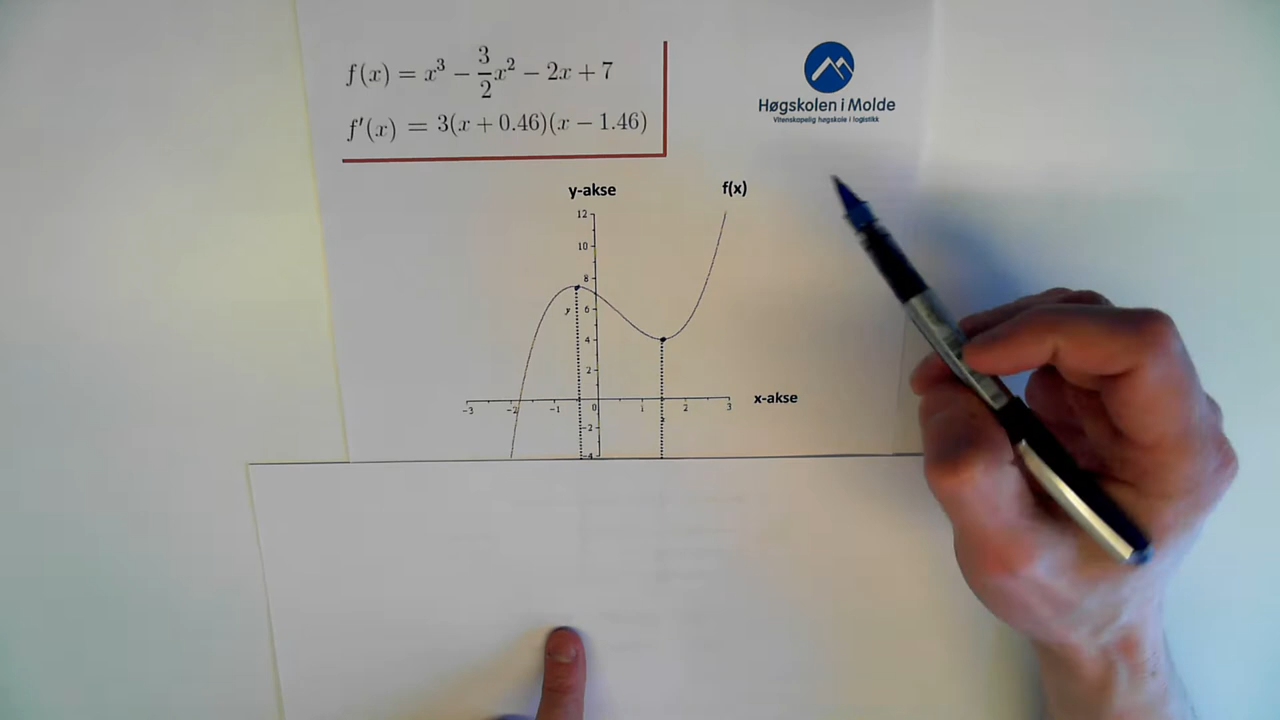 f(x) = x³ − 3/2 x² − 2x + 7
f′(x) = 3(x + 0.46)(x − 1.46)
Høgskolen i Molde
Vitenskapelig høgskole i logistikk
y-akse
f(x)
12
10
8
y 6
4
2
−3 −2 −1 0 1 2 3 x-akse
−2
−4